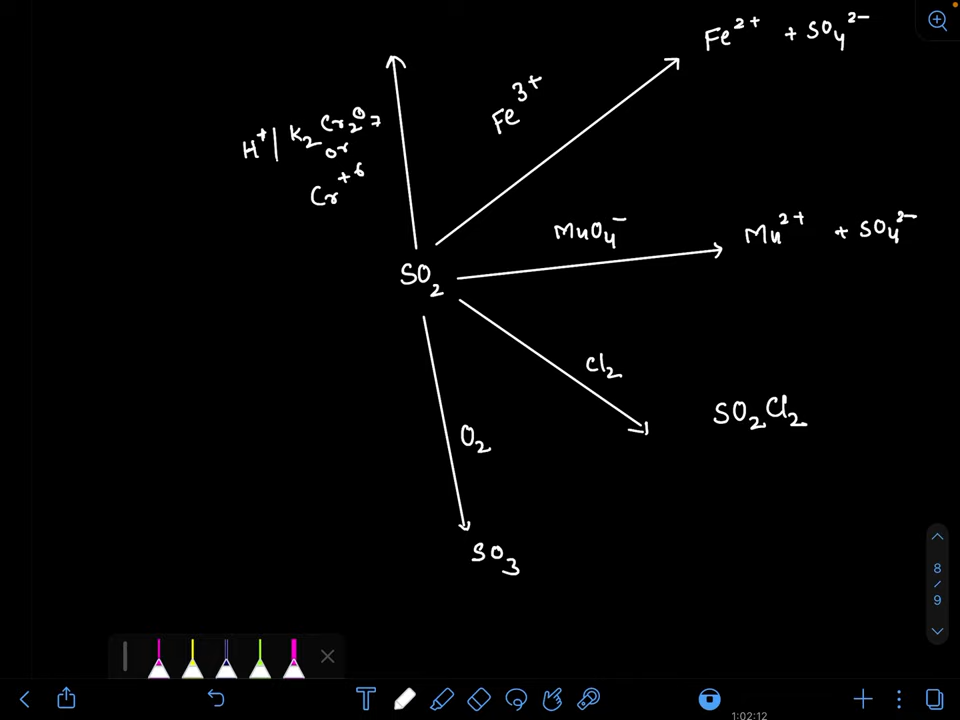 Fe²⁺ + SO₄²⁻
Fe³⁺
H⁺ | K₂Cr₂O₇
or
Cr⁺⁶
MnO₄⁻
Mn²⁺ + SO₄²⁻
SO₂
Cl₂
SO₂Cl₂
O₂
SO₃
8
/
9
T
1:02:12